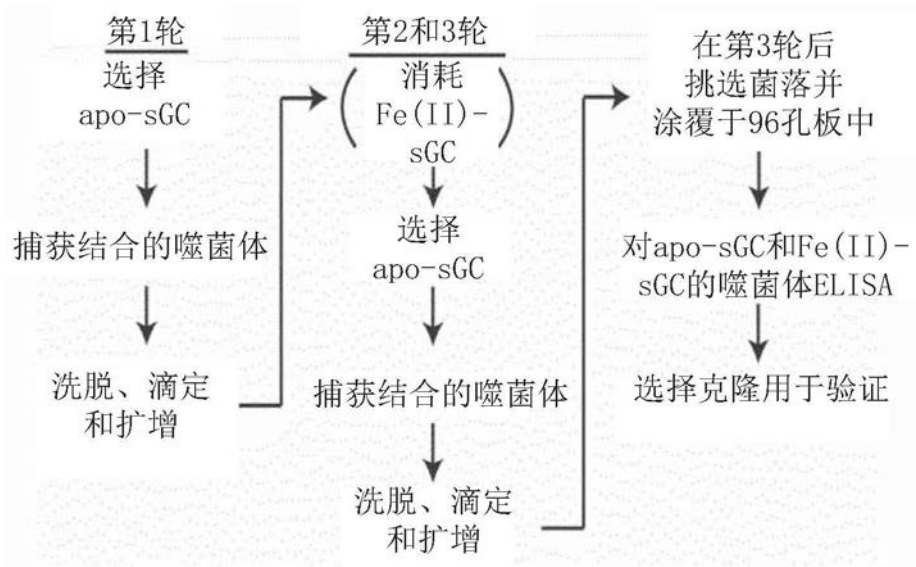 第1轮
选择
apo-sGC
捕获结合的噬菌体
洗脱、滴定
和扩增
第2和3轮
(消耗
Fe(II)-
sGC)
选择
apo-sGC
捕获结合的噬菌体
洗脱、滴定
和扩增
在第3轮后
挑选菌落并
涂覆于96孔板中
对apo-sGC和Fe(II)-
sGC的噬菌体ELISA
选择克隆用于验证